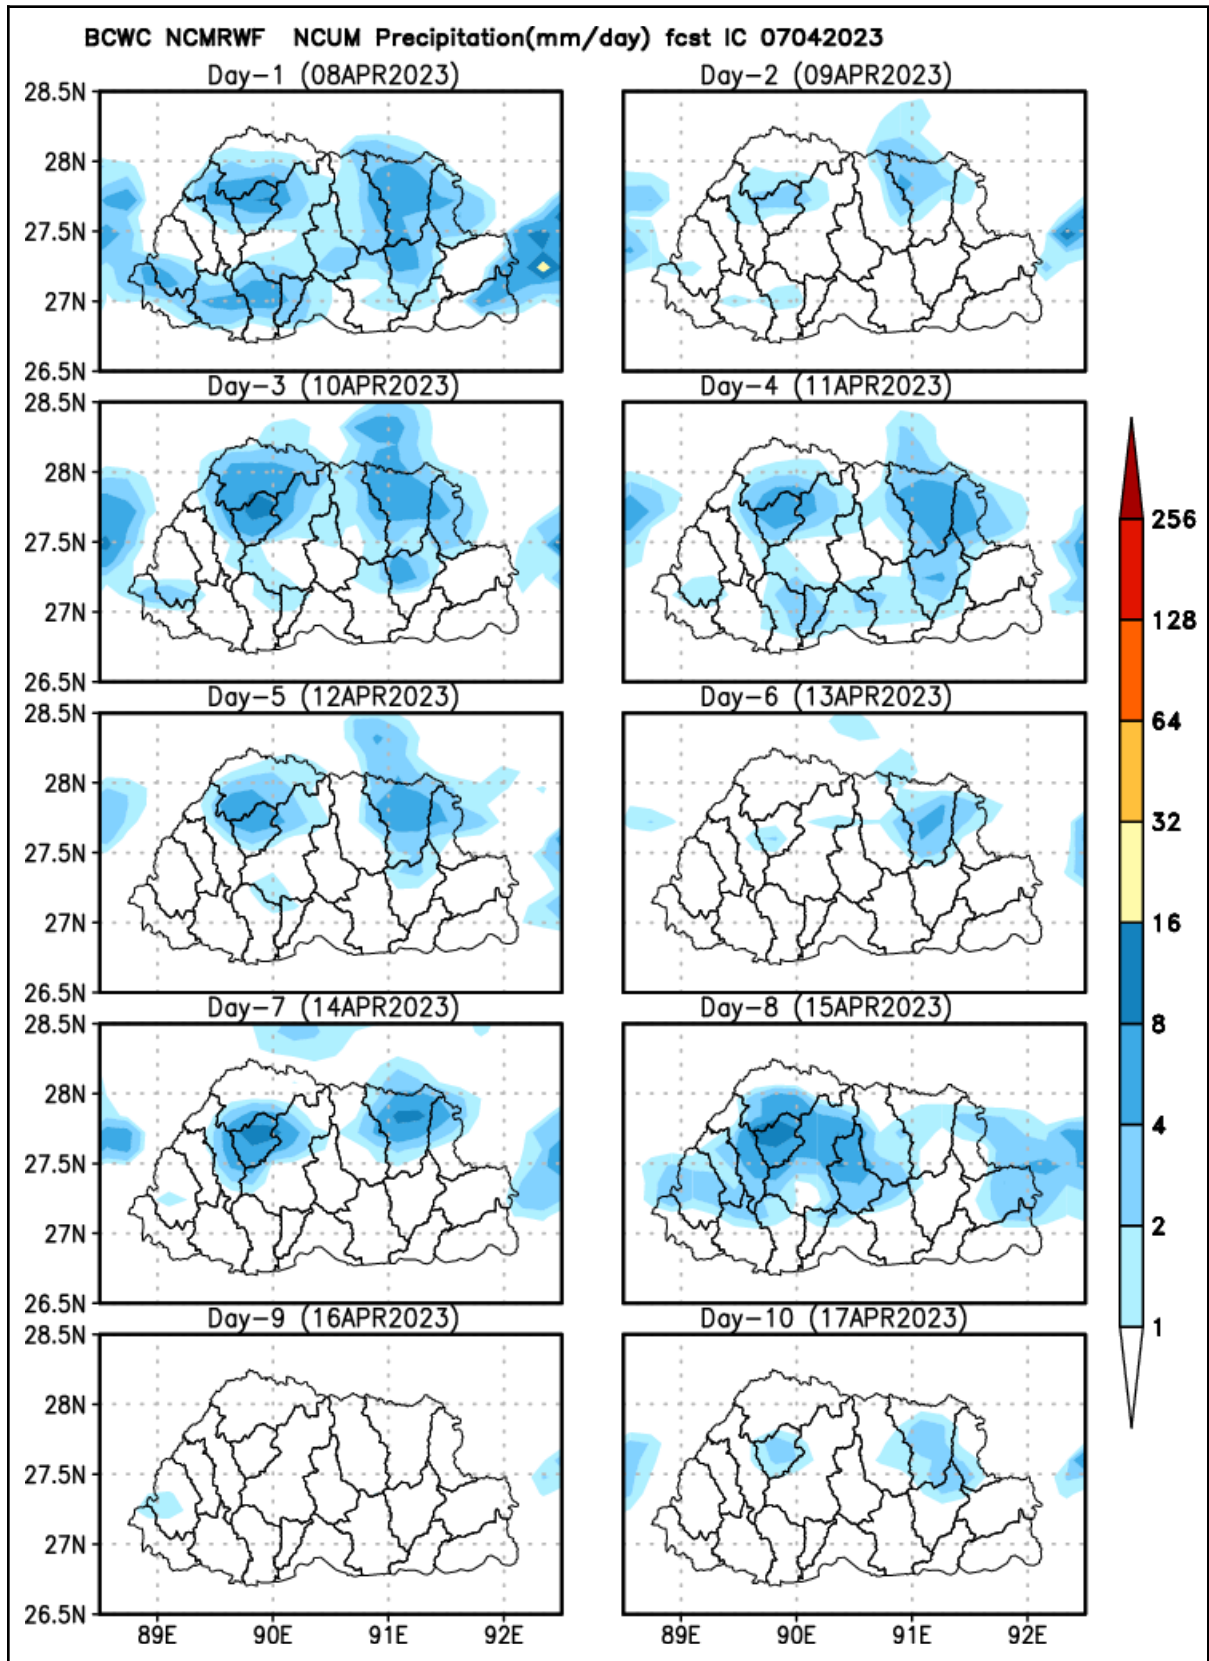 BCWC NCMRWF NCUM Precipitation(mm/day) fcst IC 07042023
Day-1 (08APR2023) Day-2 (09APR2023)
28.5N
28N
27.5N
27N
26.5N
Day-3 (10APR2023) Day-4 (11APR2023)
28.5N
28N
27.5N
27N
26.5N
Day-5 (12APR2023) Day-6 (13APR2023)
28.5N
28N
27.5N
27N
26.5N
Day-7 (14APR2023) Day-8 (15APR2023)
28.5N
28N
27.5N
27N
26.5N
Day-9 (16APR2023) Day-10 (17APR2023)
28.5N
28N
27.5N
27N
26.5N
89E 90E 91E 92E 89E 90E 91E 92E
256
128
64
32
16
8
4
2
1